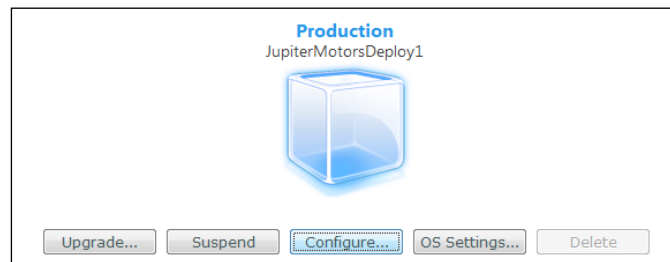 Production
JupiterMotorsDeploy1
Upgrade... Suspend Configure... OS Settings... Delete